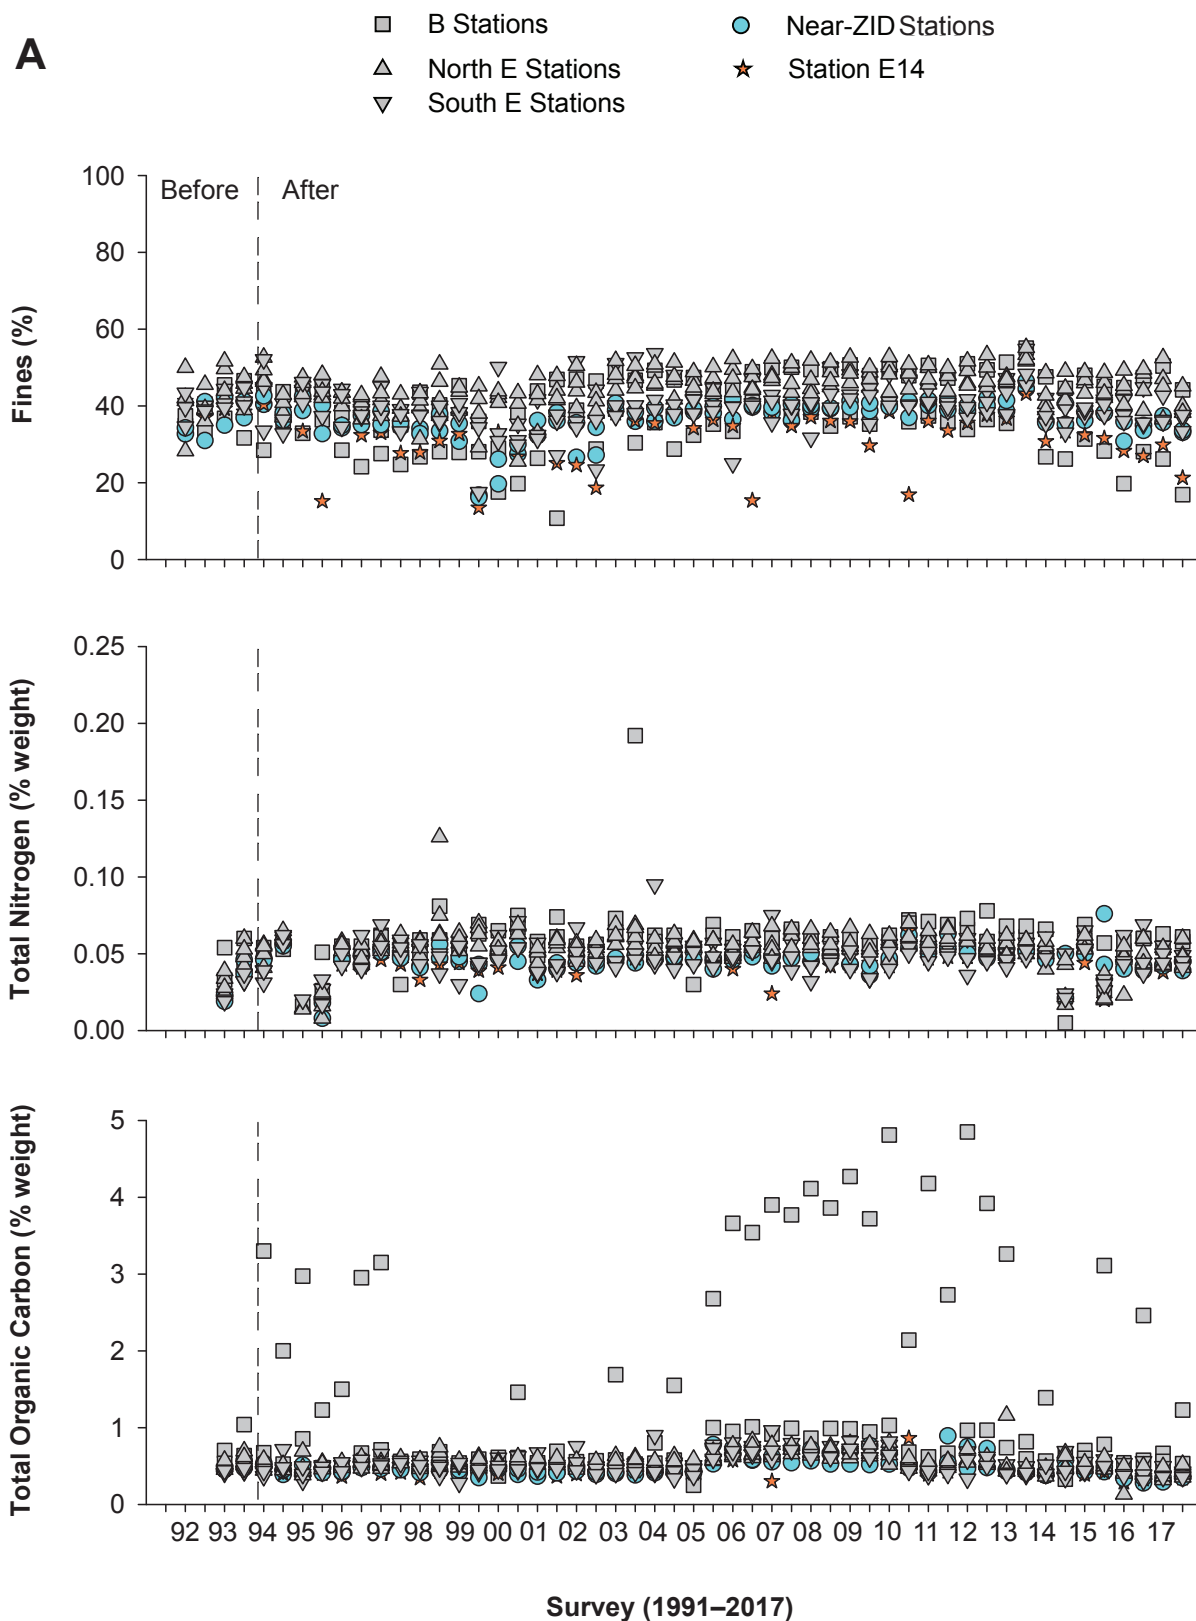 A
B Stations
North E Stations
South E Stations
Near-ZID Stations
Station E14
Before
After
Fines (%)
100
80
60
40
20
0
Total Nitrogen (% weight)
0.25
0.20
0.15
0.10
0.05
0.00
Total Organic Carbon (% weight)
5
4
3
2
1
0
92 93 94 95 96 97 98 99 00 01 02 03 04 05 06 07 08 09 10 11 12 13 14 15 16 17
Survey (1991–2017)